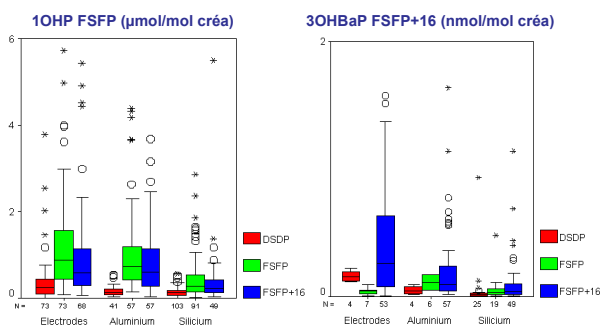 1OHP FSFP (µmol/mol créa)
6
4
2
0
N = 73 73 68 41 57 57 103 91 49
Electrodes Aluminium Silicium
DSDP
FSFP
FSFP+16
3OHBaP FSFP+16 (nmol/mol créa)
2
0
4 7 53 4 6 57 25 19 49
Electrodes Aluminium Silicium
DSDP
FSFP
FSFP+16